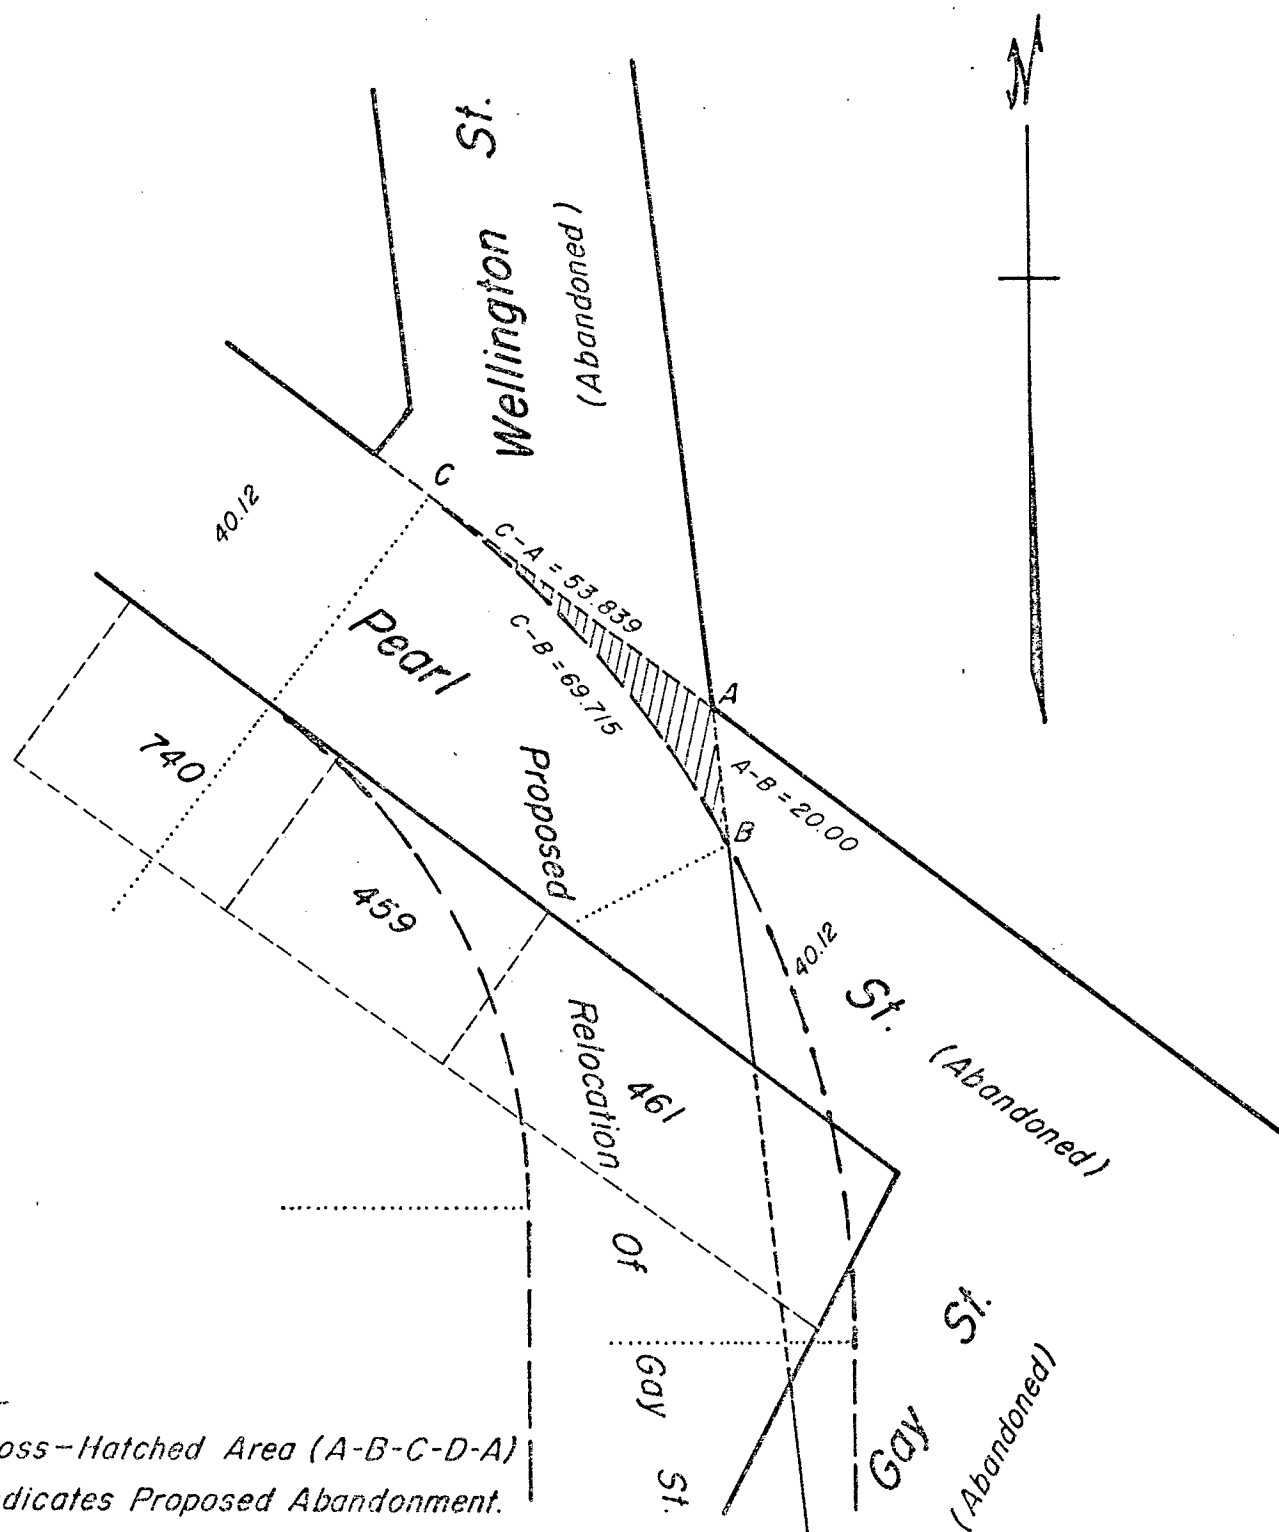 N
Wellington St.
(Abandoned)
C
40.12
C-A = 53.839
C-B = 69.715
Pearl
A
A-B = 20.00
B
740
Proposed
459
40.12
St. (Abandoned)
Relocation
461
Of
Gay St.
Gay St.
(Abandoned)
oss-Hatched Area (A-B-C-D-A)
dicates Proposed Abandonment.